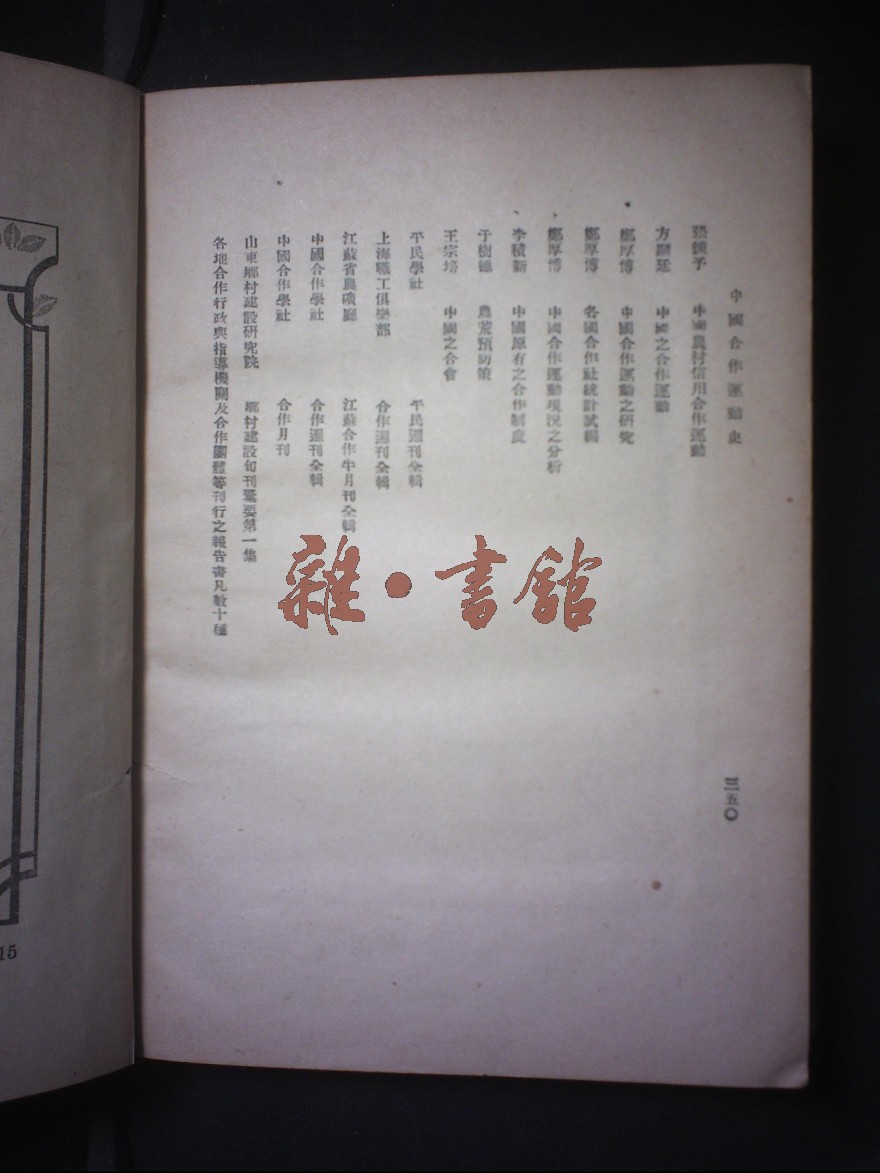 中國合作運動史
張鏡予　中國農村信用合作運動
方顯廷　中國之合作運動
鄭厚博　中國合作運動之研究
鄭厚博　各國合作社統計試編
鄭厚博　中國合作運動現況之分析
李積新　中國原有之合作制度
于樹德　農荒預防策
王宗培　中國之合會
平民學社　平民週刊全輯
上海職工俱樂部　合作週刊全輯
江蘇省農礦廳　江蘇合作半月刊全輯
中國合作學社　合作週刊全輯
中國合作學社　合作月刊
山東鄉村建設研究院　鄉村建設旬刊彙要第一集
各地合作行政與指導機關及合作團體等刊行之報告書凡數十種
三五〇
雜·書館
15